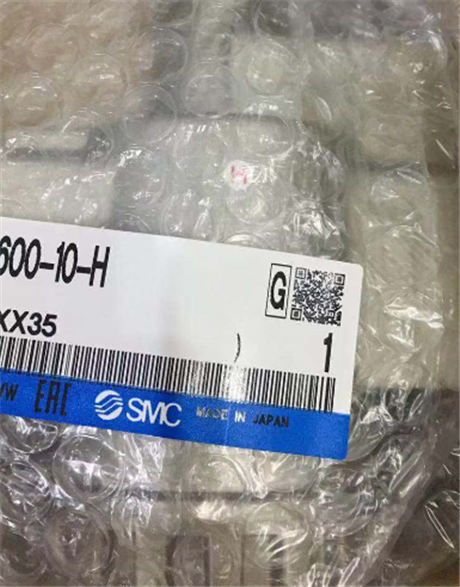 H
600-10-H
G
XX35
1
/W EAC SMC MADE IN JAPAN